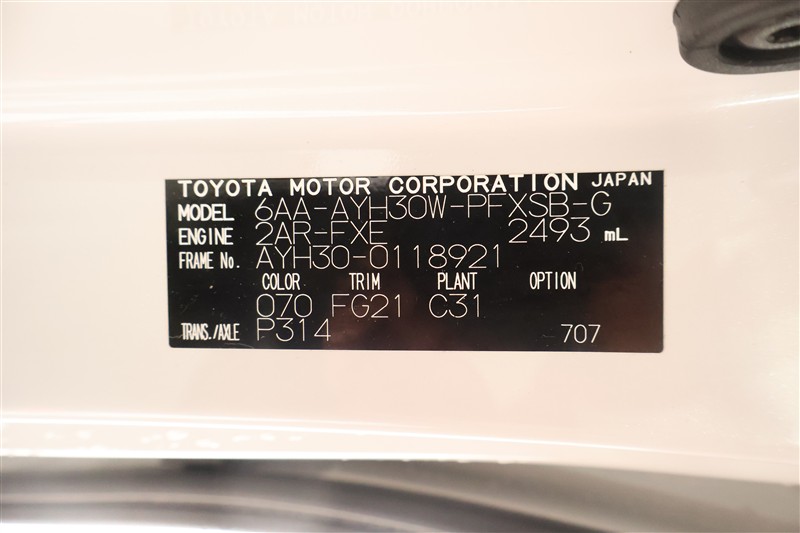 TOYOTA MOTOR CORPORATION JAPAN
MODEL 6AA-AYH30W-PFXSB-G
ENGINE 2AR-FXE 2493 mL
FRAME No. AYH30-0118921
COLOR TRIM PLANT OPTION
070 FG21 C31
TRANS./AXLE P314 707